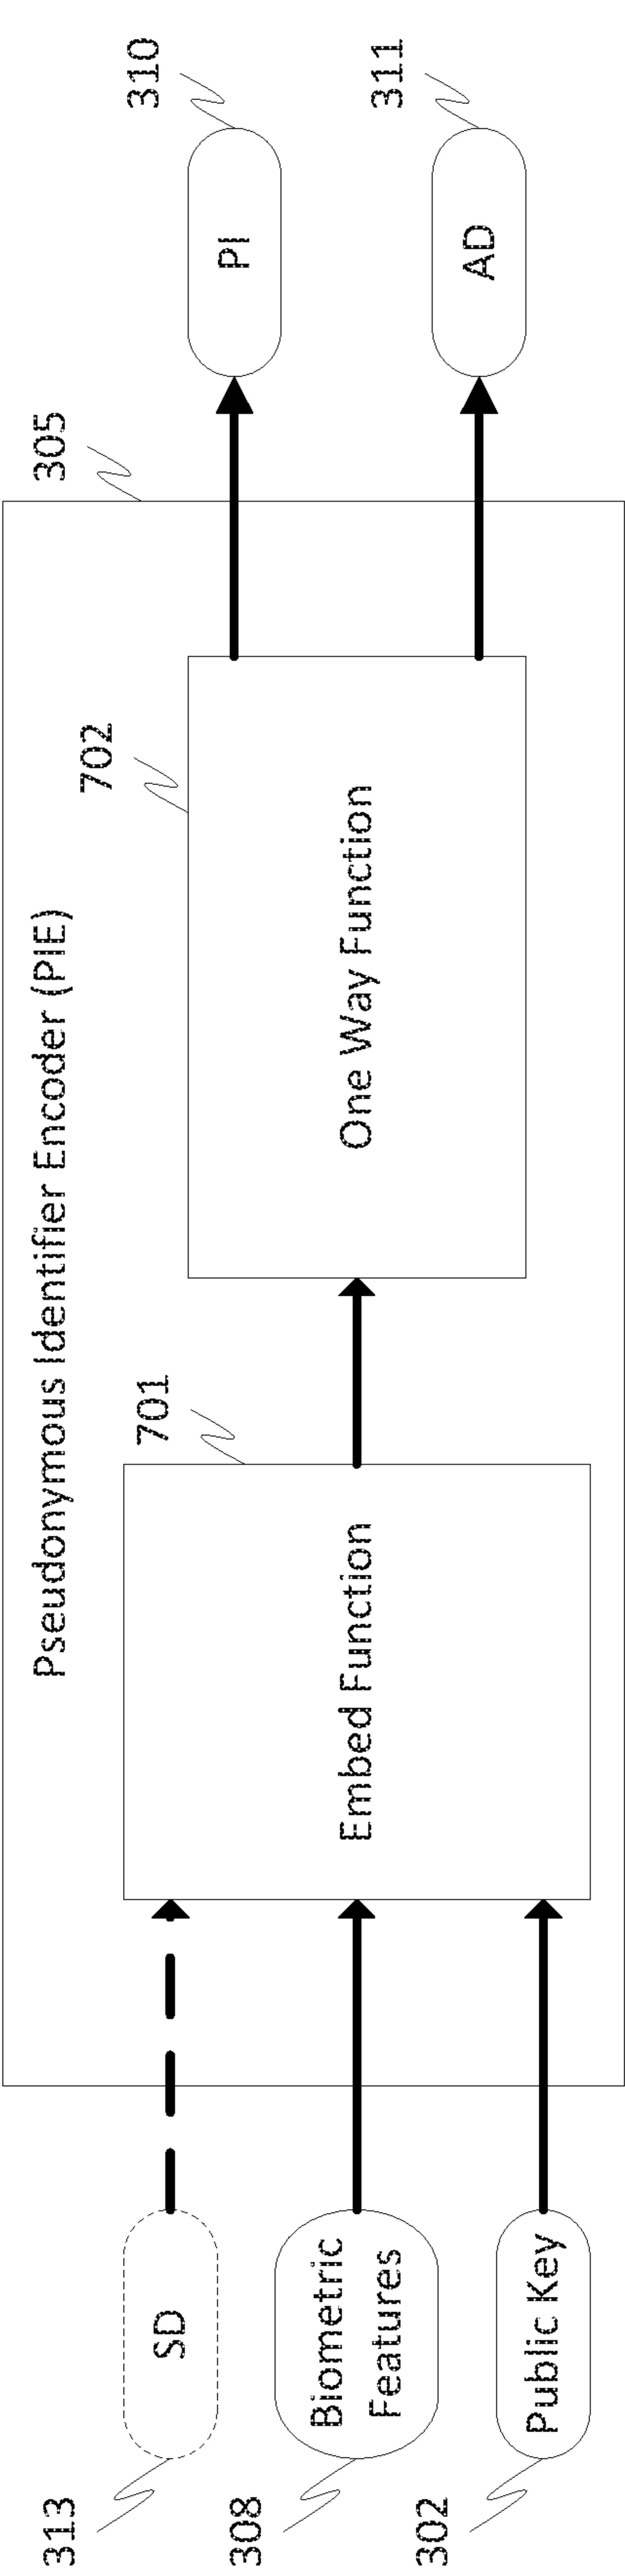 Pseudonymous Identifier Encoder (PIE)
305
313
SD
308
Biometric
Features
302
Public Key
701
Embed Function
702
One Way Function
310
PI
311
AD